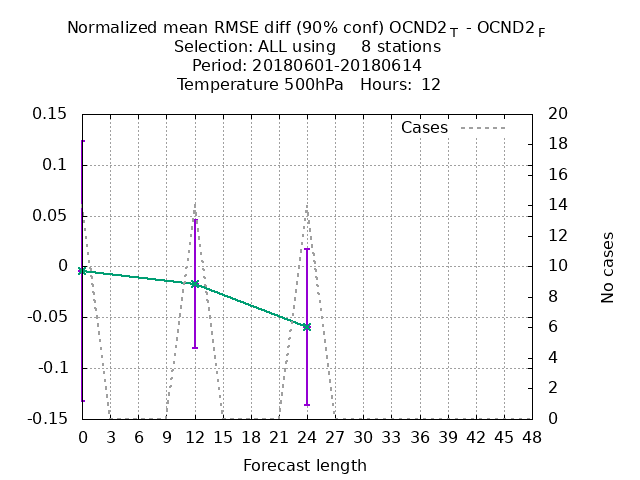 Normalized mean RMSE diff (90% conf) OCND2 T - OCND2 F
Selection: ALL using 8 stations
Period: 20180601-20180614
Temperature 500hPa Hours: 12
Cases
0.15
0.1
0.05
0
-0.05
-0.1
-0.15
20
18
16
14
12
10
8
6
4
2
0
No cases
0 3 6 9 12 15 18 21 24 27 30 33 36 39 42 45 48
Forecast length